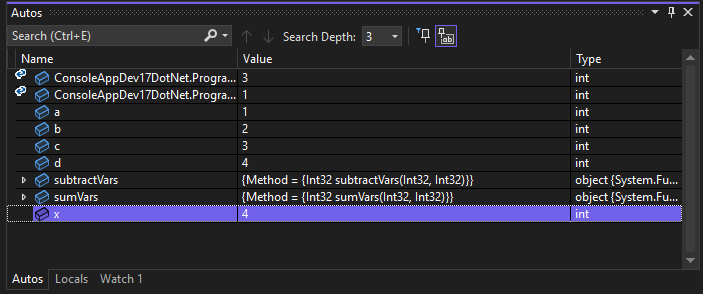 Autos
Search (Ctrl+E) Search Depth: 3
Name Value Type
ConsoleAppDev17DotNet.Progra... 3 int
ConsoleAppDev17DotNet.Progra... 1 int
a 1 int
b 2 int
c 3 int
d 4 int
subtractVars {Method = {Int32 subtractVars(Int32, Int32)}} object {System.Fu...
sumVars {Method = {Int32 sumVars(Int32, Int32)}} object {System.Fu...
x 4 int
Autos Locals Watch 1